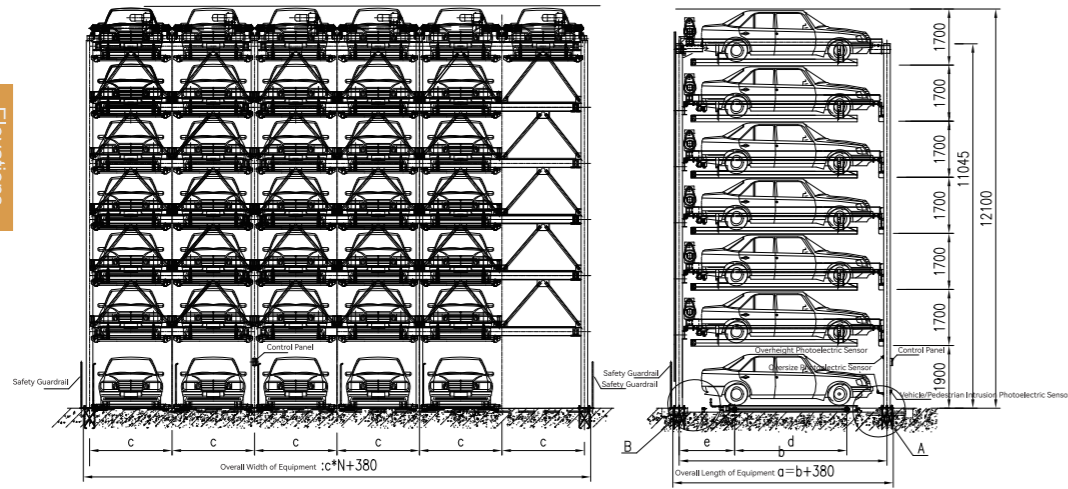 Elevations
Control Panel
Safety Guardrail
c
c
c
c
c
c
Overall Width of Equipment :c*N+380
1700
1700
1700
1700
1700
1700
1900
11045
12100
Overheight Photoelectric Sensor
Control Panel
Oversize Photoelectric Sensor
Safety Guardrail
Safety Guardrail
Vehicle/Pedestrian Intrusion Photoelectric Senso
B
e
d
A
b
Overall Length of Equipment a=b+380